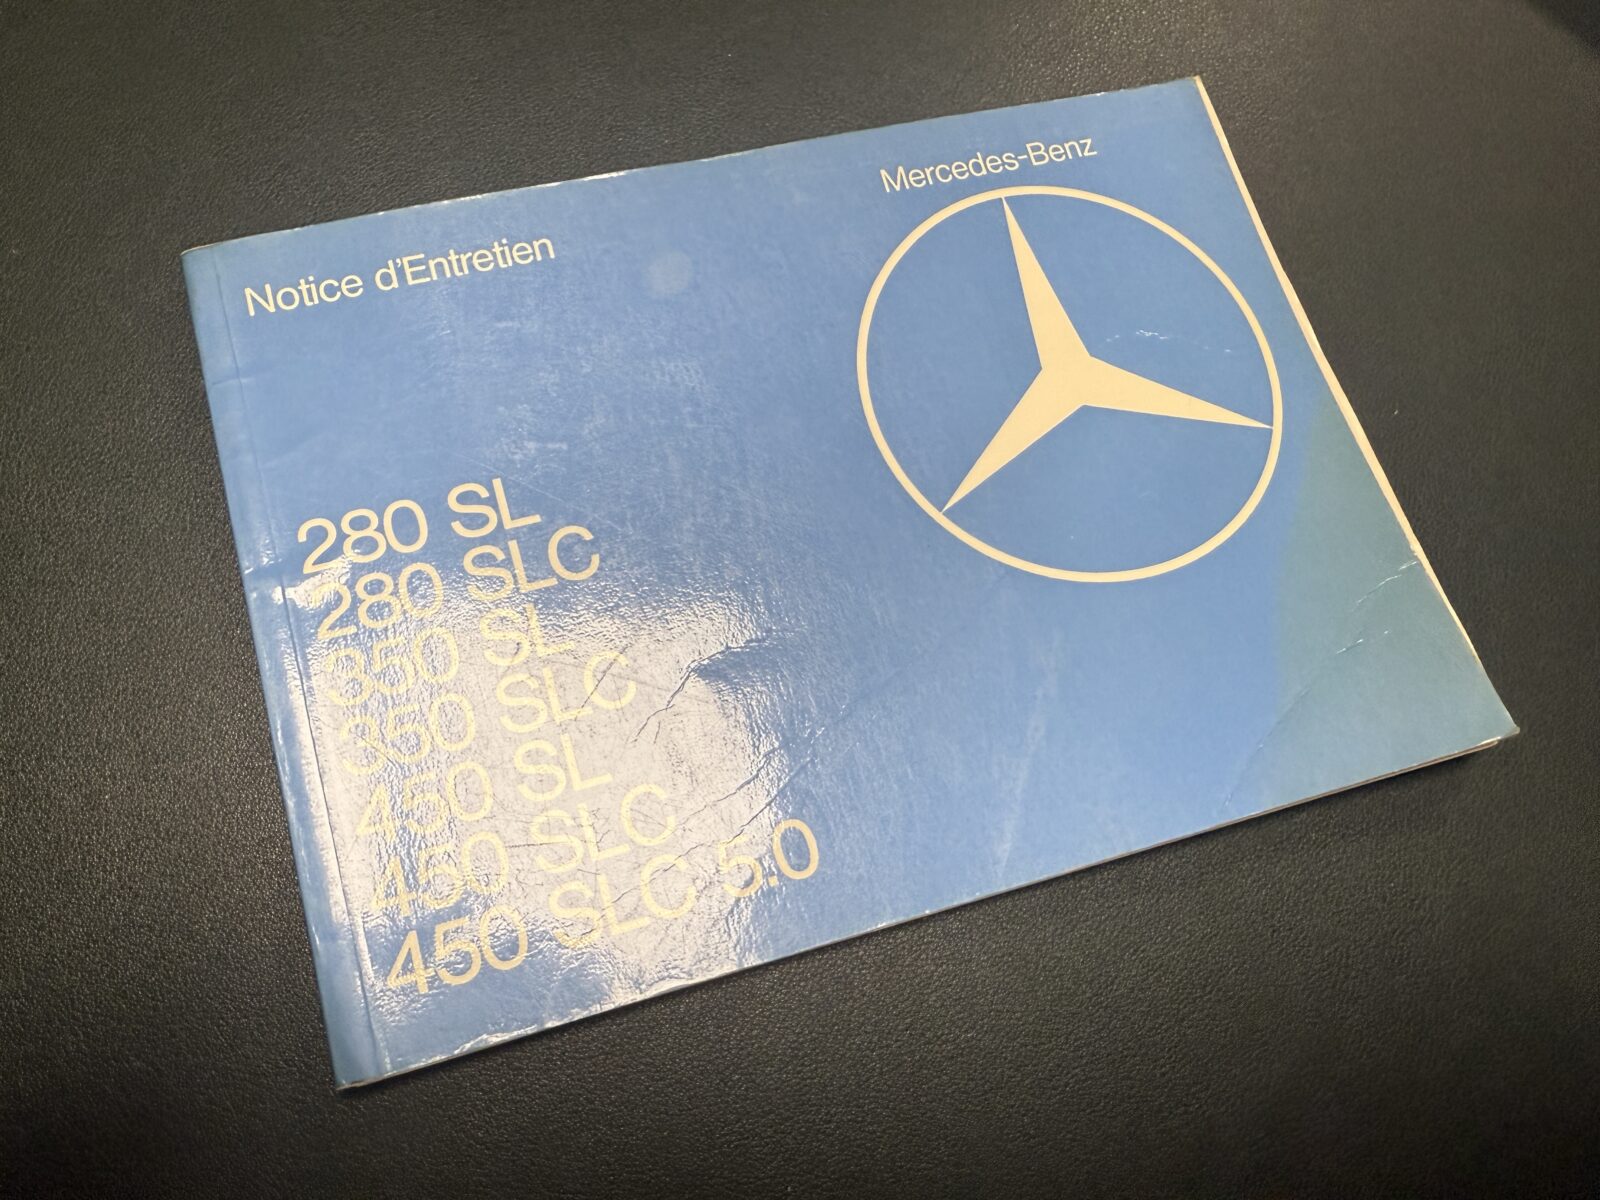 Mercedes-Benz
Notice d'Entretien
280 SL
280 SLC
350 SL
350 SLC
450 SL
450 SLC
450 SLC 5.0